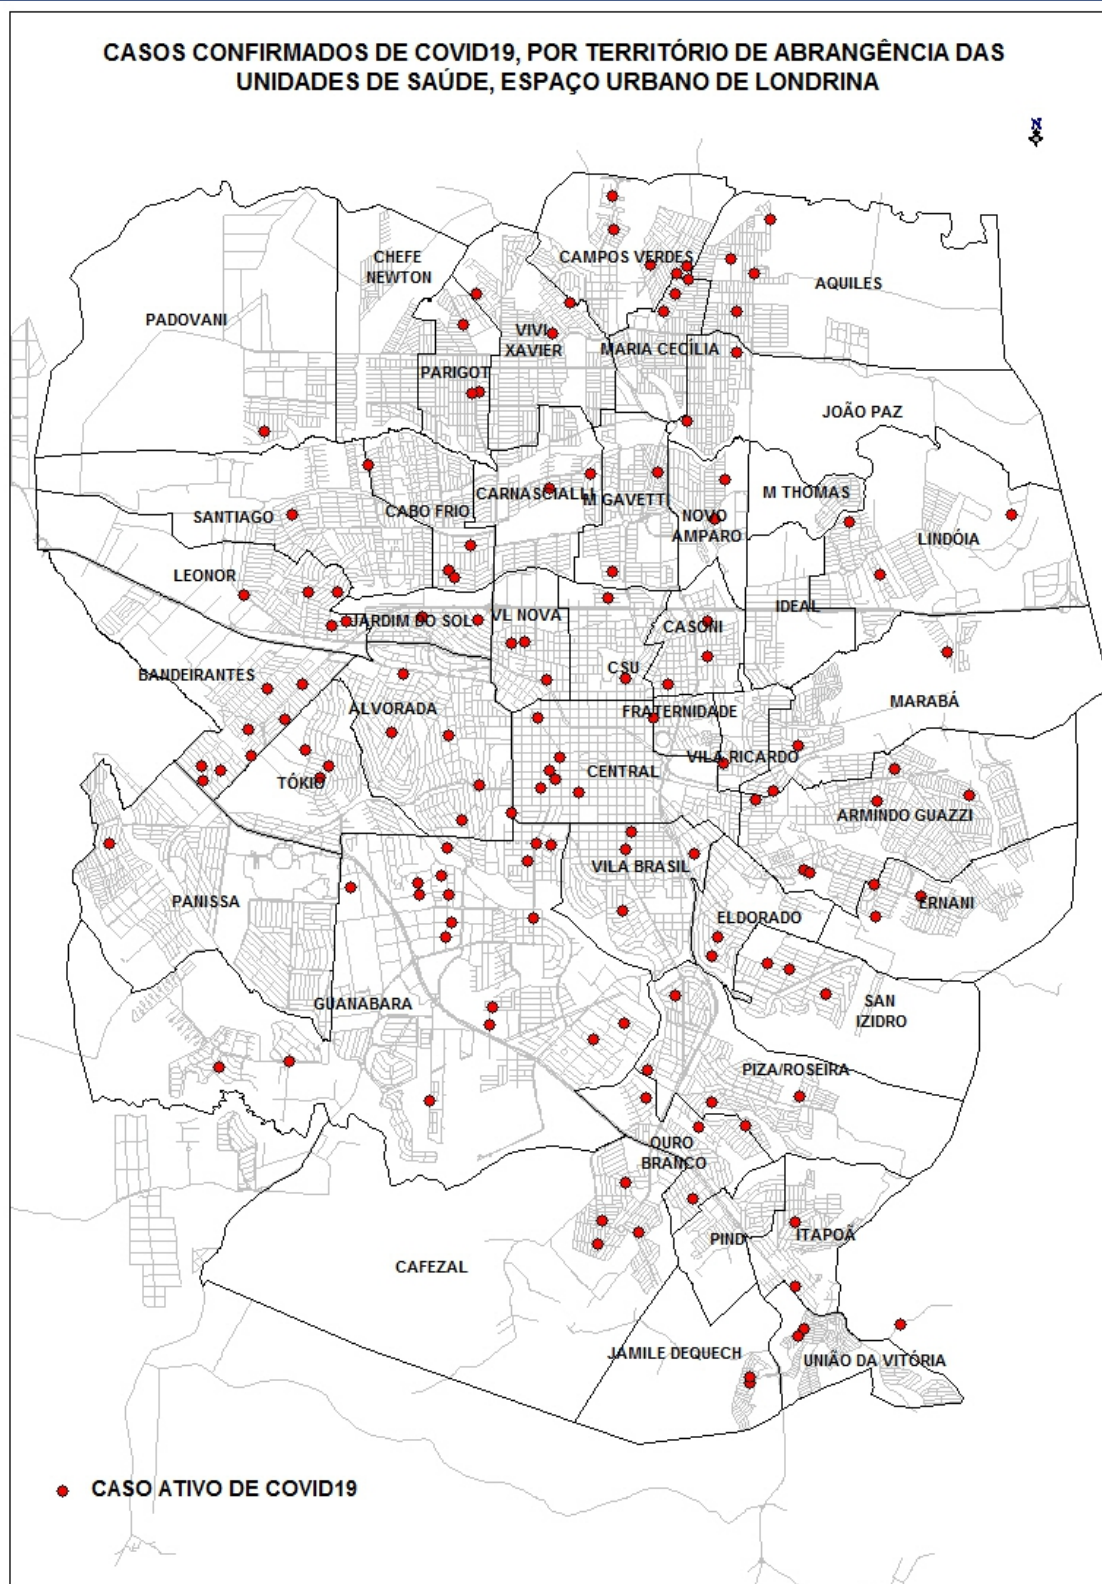 CASOS CONFIRMADOS DE COVID19, POR TERRITÓRIO DE ABRANGÊNCIA DAS
UNIDADES DE SAÚDE, ESPAÇO URBANO DE LONDRINA
N
CAMPOS VERDES
CHEFE
NEWTON
AQUILES
PADOVANI
VIVI
XAVIER
MARIA CECÍLIA
PARIGOT
JOÃO PAZ
CARNASCIALLI
M GAVETTI
M THOMAS
CABO FRIO
SANTIAGO
NOVO
AMPARO
LINDÓIA
LEONOR
IDEAL
JARDIM DO SOL
VL NOVA
CASONI
CSU
BANDEIRANTES
MARABÁ
ALVORADA
FRATERNIDADE
VILA RICARDO
CENTRAL
TÓKIO
ARMINDO GUAZZI
VILA BRASIL
PANISSA
ERNANI
ELDORADO
GUANABARA
SAN
IZIDRO
PIZA/ROSEIRA
OURO
BRANCO
PIND
ITAPOÃ
CAFEZAL
JAMILE DEQUECH
UNIÃO DA VITÓRIA
CASO ATIVO DE COVID19